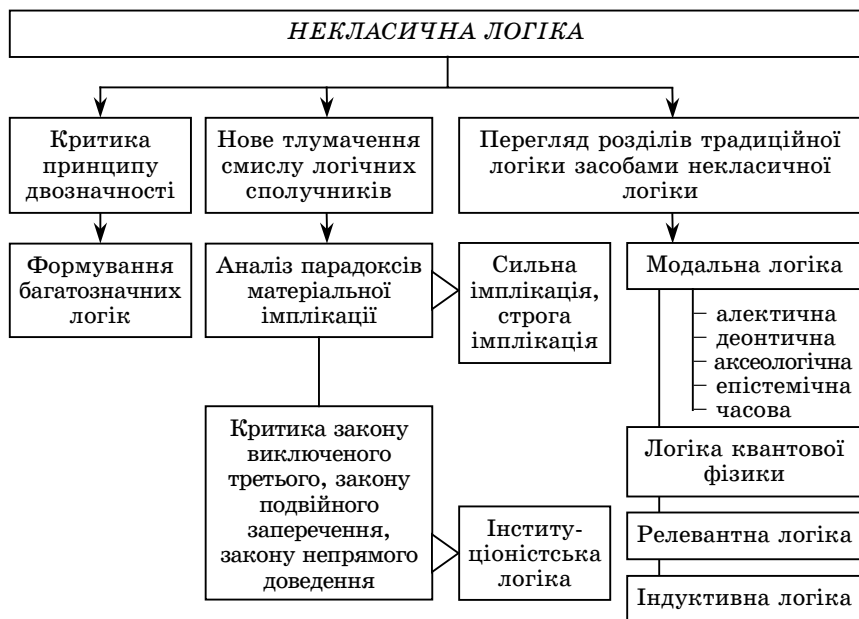 НЕКЛАСИЧНА ЛОГІКА
Критика
принципу
двозначності
Нове тлумачення
смислу логічних
сполучників
Перегляд розділів традиційної
логіки засобами некласичної
логіки
Формування
багатозначних
логік
Аналіз парадоксів
матеріальної
імплікації
Сильна
імплікація,
строга
імплікація
Модальна логіка
алектична
деонтична
аксеологічна
епістемічна
часова
Критика закону
виключеного
третього, закону
подвійного
заперечення,
закону непрямого
доведення
Інститу-
ціоністська
логіка
Логіка квантової
фізики
Релевантна логіка
Індуктивна логіка